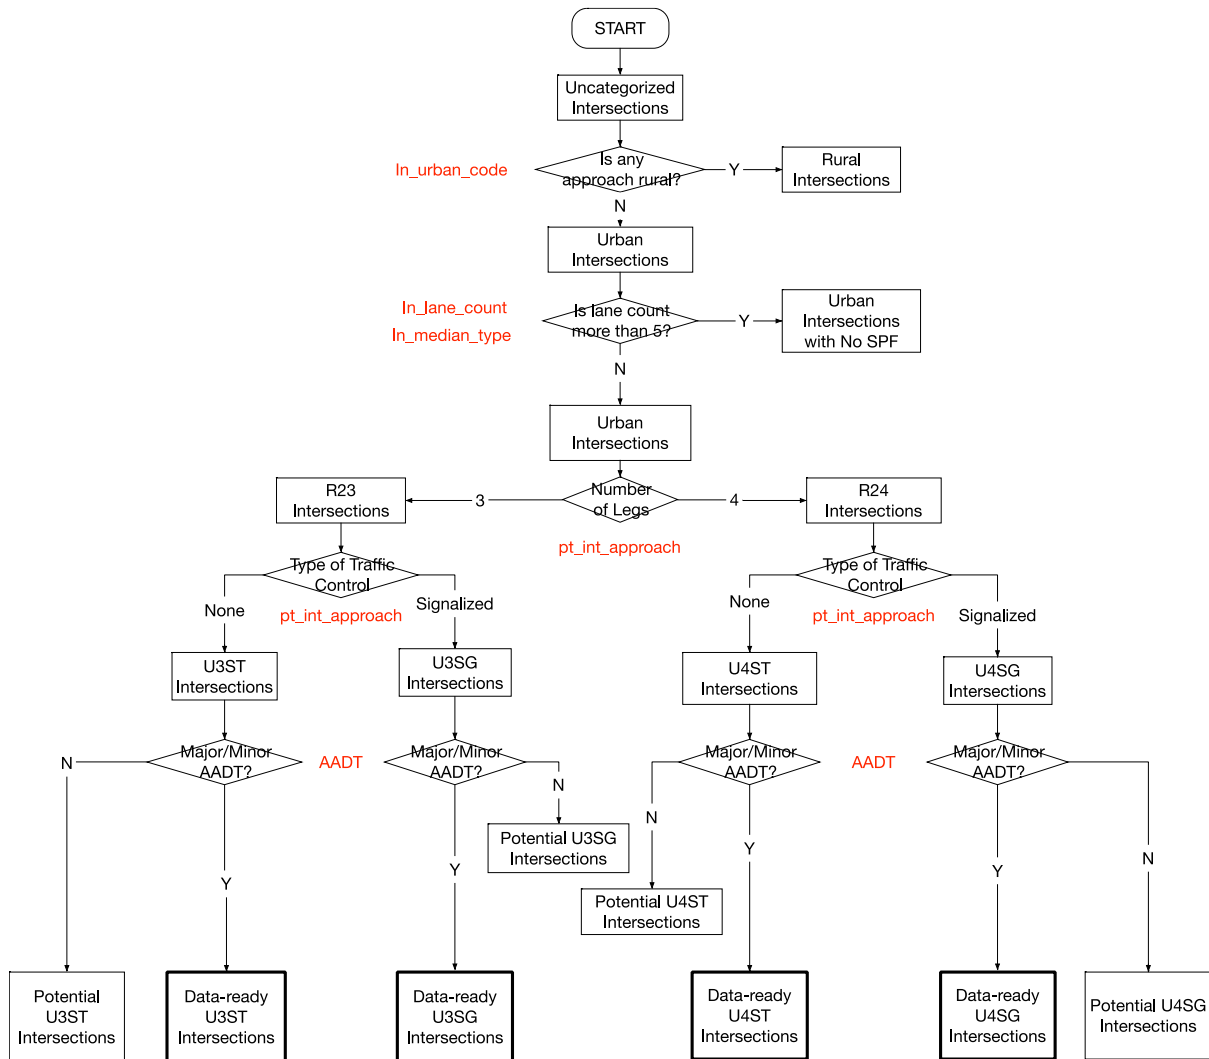 START
Uncategorized
Intersections
In_urban_code
Is any
approach rural?
Y
Rural
Intersections
N
Urban
Intersections
In_lane_count
In_median_type
Is lane count
more than 5?
Y
Urban
Intersections
with No SPF
N
Urban
Intersections
R23
Intersections
3
Number
of Legs
4
R24
Intersections
pt_int_approach
Type of Traffic
Control
Type of Traffic
Control
None
pt_int_approach
Signalized
None
pt_int_approach
Signalized
U3ST
Intersections
U3SG
Intersections
U4ST
Intersections
U4SG
Intersections
N
Major/Minor
AADT?
AADT
Major/Minor
AADT?
Major/Minor
AADT?
AADT
Major/Minor
AADT?
N
N
Potential U3SG
Intersections
Y
Y
Y
Y
N
Potential U4ST
Intersections
Potential
U3ST
Intersections
Data-ready
U3ST
Intersections
Data-ready
U3SG
Intersections
Data-ready
U4ST
Intersections
Data-ready
U4SG
Intersections
Potential U4SG
Intersections